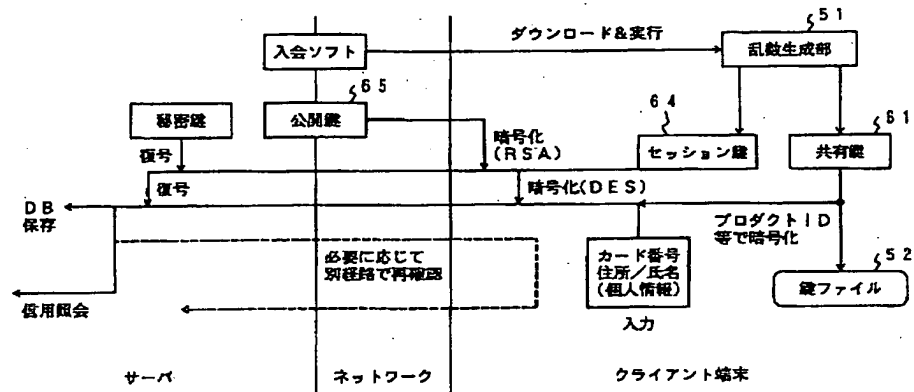 ダウンロード&実行
51
入会ソフト
乱数生成部
65
64
61
秘密鍵
公開鍵
暗号化
(RSA)
セッション鍵
共有鍵
復号
復号
暗号化(DES)
DB
保存
プロダクトID
等で暗号化
必要に応じて
別経路で再確認
カード番号
住所/氏名
(個人情報)
52
鍵ファイル
信用照会
入力
サーバ
ネットワーク
クライアント端末